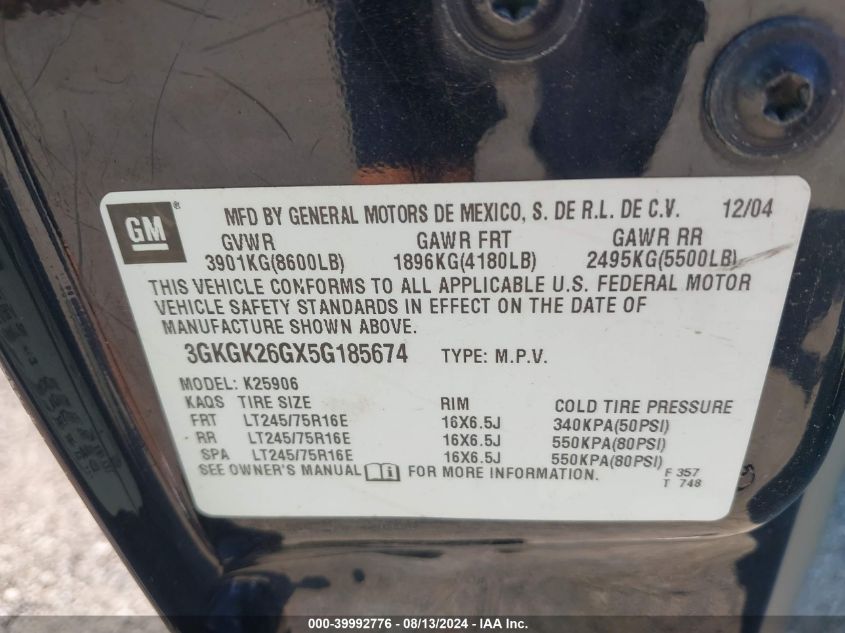 GM ® MFD BY GENERAL MOTORS DE MEXICO, S. DE R.L. DE C.V. 12/04
GVWR GAWR FRT GAWR RR
3901KG(8600LB) 1896KG(4180LB) 2495KG(5500LB)
THIS VEHICLE CONFORMS TO ALL APPLICABLE U.S. FEDERAL MOTOR
VEHICLE SAFETY STANDARDS IN EFFECT ON THE DATE OF
MANUFACTURE SHOWN ABOVE.
3GKGK26GX5G185674 TYPE: M.P.V.
MODEL: K25906
KAQS TIRE SIZE RIM COLD TIRE PRESSURE
FRT LT245/75R16E 16X6.5J 340KPA(50PSI)
RR LT245/75R16E 16X6.5J 550KPA(80PSI)
SPA LT245/75R16E 16X6.5J 550KPA(80PSI)
SEE OWNER'S MANUAL FOR MORE INFORMATION.
F 357
T 748
000-39992776 - 08/13/2024 - IAA Inc.